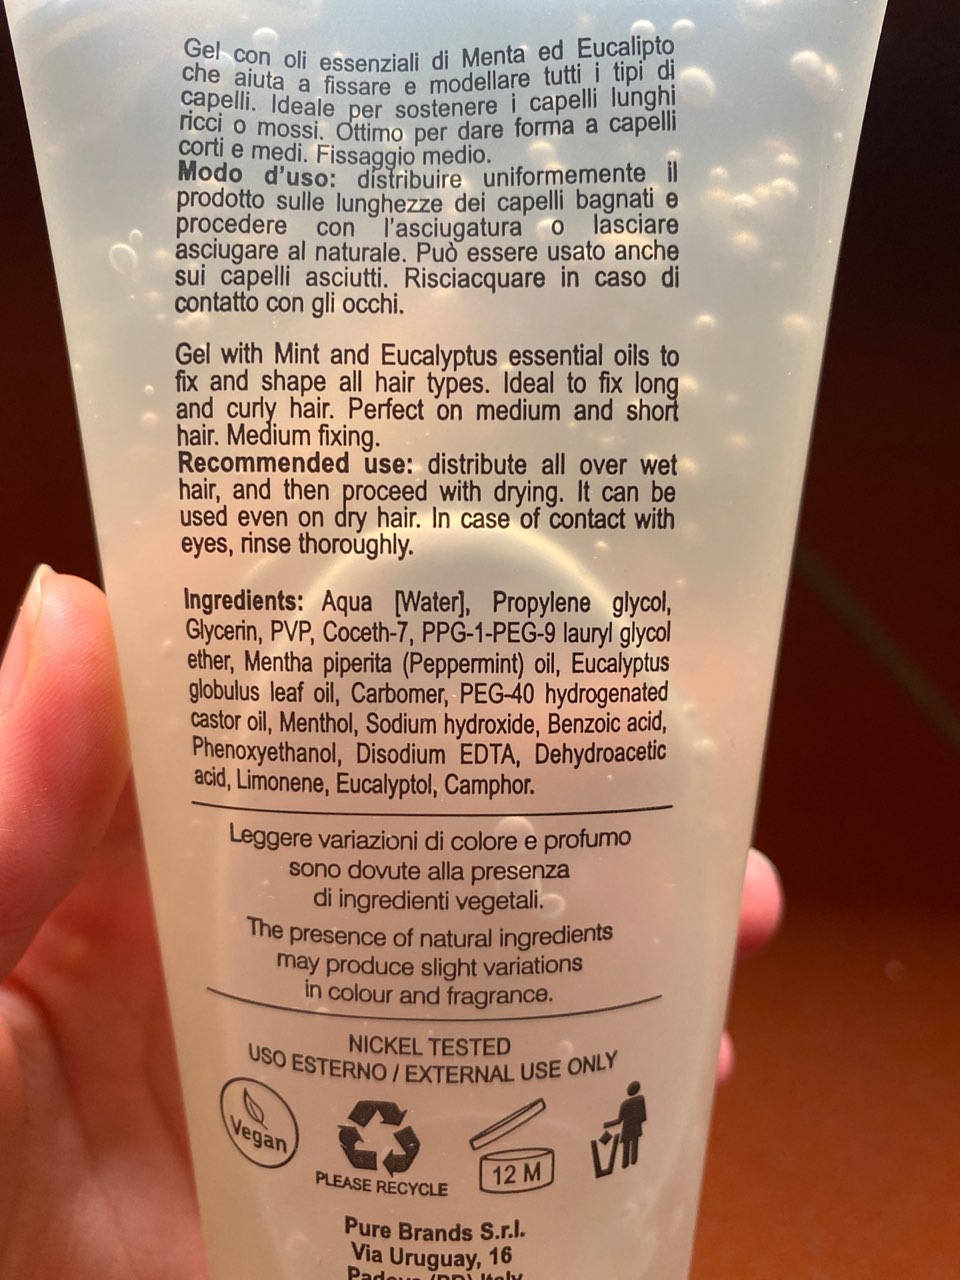 Gel con oli essenziali di Menta ed Eucalipto
che aiuta a fissare e modellare tutti i tipi di
capelli. Ideale per sostenere i capelli lunghi
ricci o mossi. Ottimo per dare forma a capelli
corti e medi. Fissaggio medio.
Modo d'uso: distribuire uniformemente il
prodotto sulle lunghezze dei capelli bagnati e
procedere con l'asciugatura o lasciare
asciugare al naturale. Può essere usato anche
sui capelli asciutti. Risciacquare in caso di
contatto con gli occhi.
Gel with Mint and Eucalyptus essential oils to
fix and shape all hair types. Ideal to fix long
and curly hair. Perfect on medium and short
hair. Medium fixing.
Recommended use: distribute all over wet
hair, and then proceed with drying. It can be
used even on dry hair. In case of contact with
eyes, rinse thoroughly.
Ingredients: Aqua [Water], Propylene glycol,
Glycerin, PVP, Coceth-7, PPG-1-PEG-9 lauryl glycol
ether, Mentha piperita (Peppermint) oil, Eucalyptus
globulus leaf oil, Carbomer, PEG-40 hydrogenated
castor oil, Menthol, Sodium hydroxide, Benzoic acid,
Phenoxyethanol, Disodium EDTA, Dehydroacetic
acid, Limonene, Eucalyptol, Camphor.
Leggere variazioni di colore e profumo
sono dovute alla presenza
di ingredienti vegetali.
The presence of natural ingredients
may produce slight variations
in colour and fragrance.
NICKEL TESTED
USO ESTERNO / EXTERNAL USE ONLY
Vegan
PLEASE RECYCLE
12 M
Pure Brands S.r.l.
Via Uruguay, 16
Padova (PD) Italy